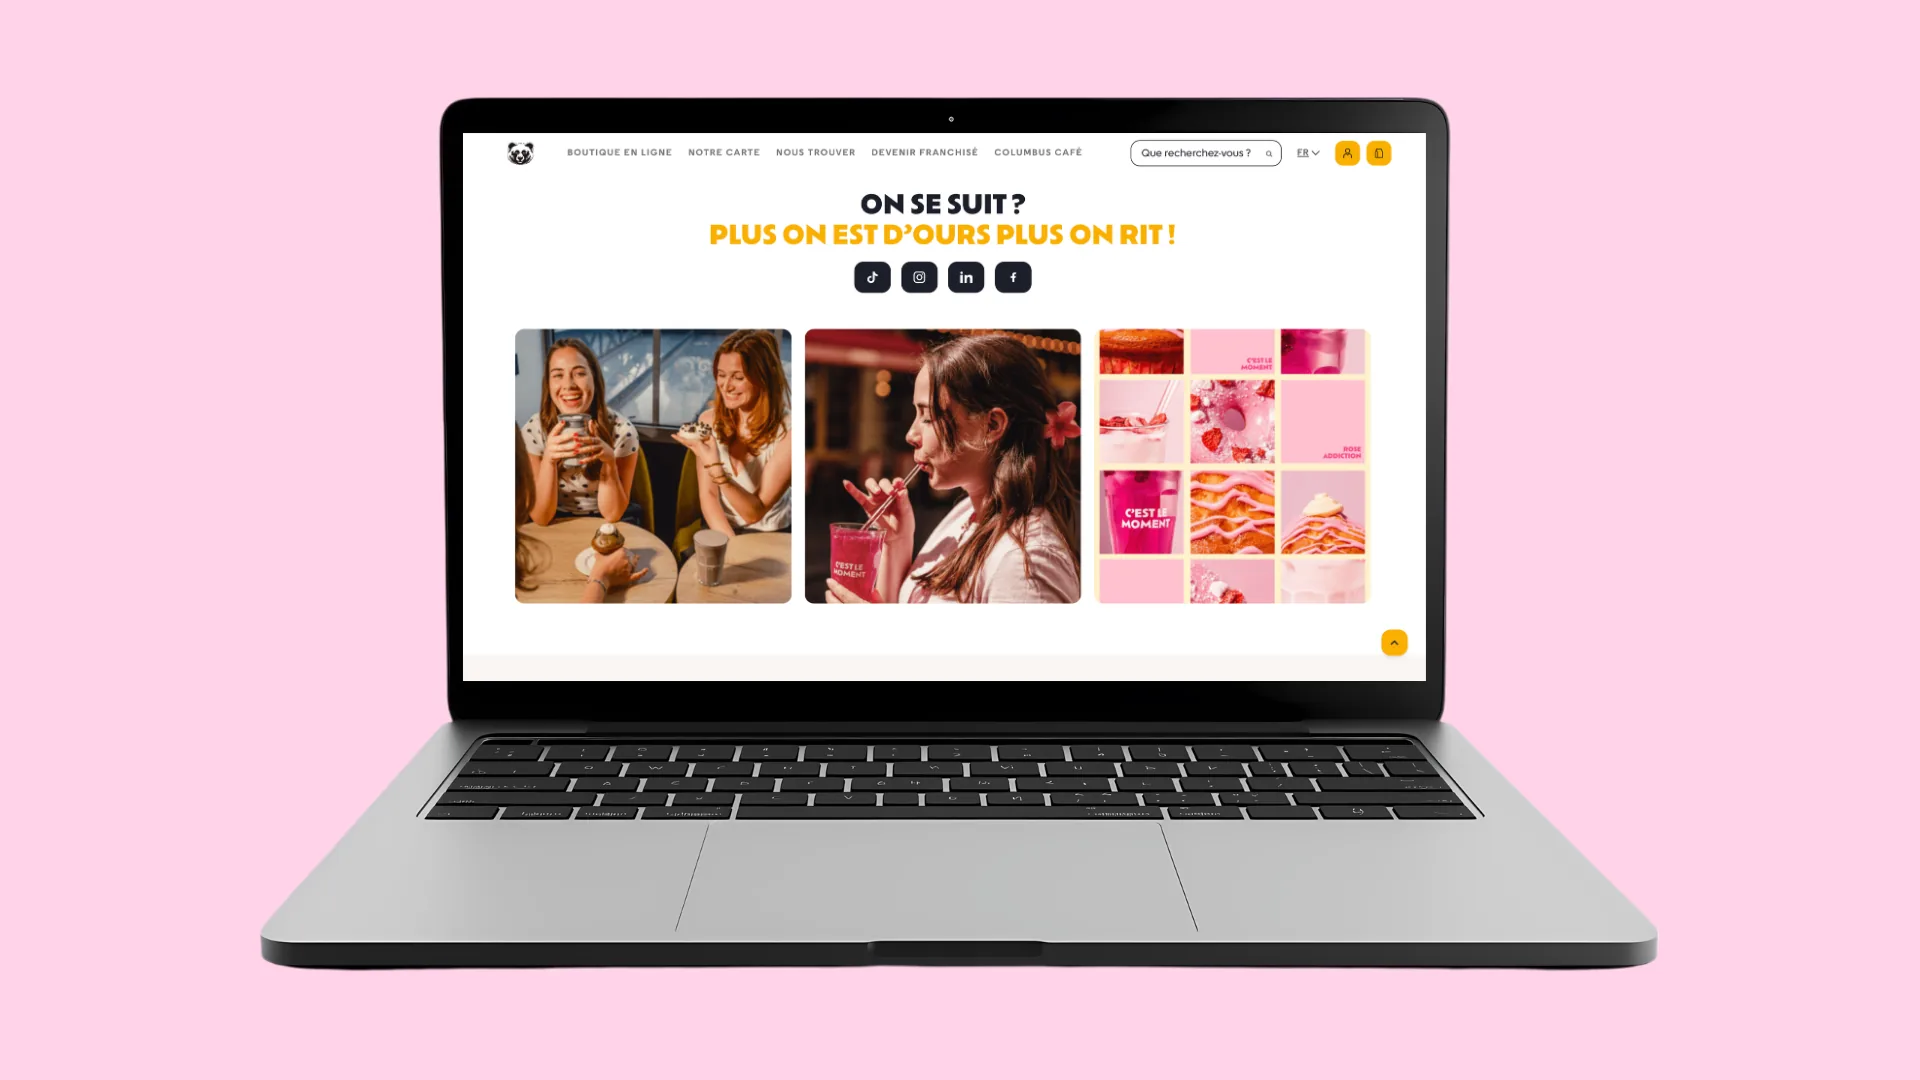 BOUTIQUE EN LIGNE
NOTRE CARTE
NOUS TROUVER
DEVENIR FRANCHISÉ
COLUMBUS CAFÉ
Que recherchez-vous ?
FR
ON SE SUIT ?
PLUS ON EST D'OURS PLUS ON RIT !
in
f
C'EST LE
MOMENT
C'EST LE
MOMENT
ROSE
ADDICTION
C'EST LE
MOMENT